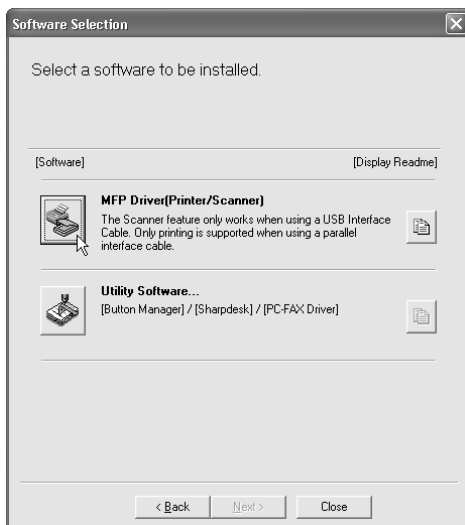 Software Selection
Select a software to be installed.
[Software] [Display Readme]
MFP Driver(Printer/Scanner)
The Scanner feature only works when using a USB Interface
Cable. Only printing is supported when using a parallel
interface cable.
Utility Software...
[Button Manager] / [Sharpdesk] / [PC-FAX Driver]
< Back Next > Close